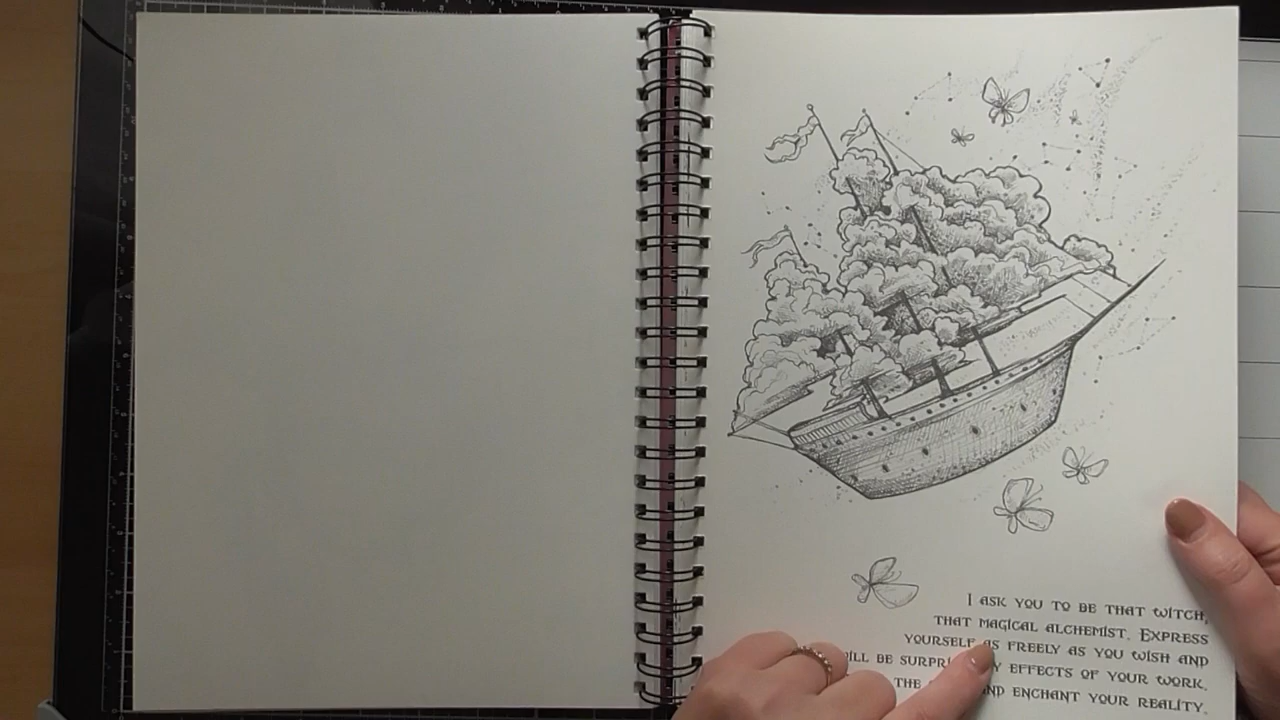 I ask you to be that witch,
that magical alchemist. Express
yourself as freely as you wish and
will be effects of your work.
the and enchant your reality.